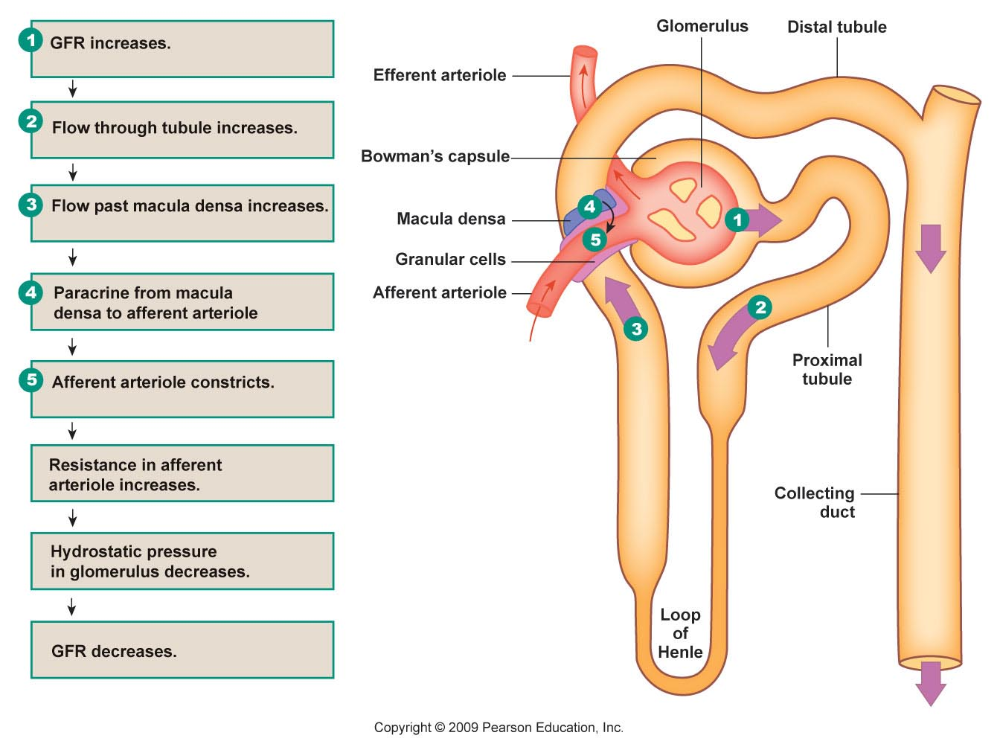 1 GFR increases.
2 Flow through tubule increases.
3 Flow past macula densa increases.
4 Paracrine from macula
densa to afferent arteriole
5 Afferent arteriole constricts.
Resistance in afferent
arteriole increases.
Hydrostatic pressure
in glomerulus decreases.
GFR decreases.
Glomerulus
Distal tubule
Efferent arteriole
Bowman’s capsule
Macula densa
Granular cells
Afferent arteriole
4
5
1
2
3
Proximal
tubule
Collecting
duct
Loop
of
Henle
Copyright © 2009 Pearson Education, Inc.